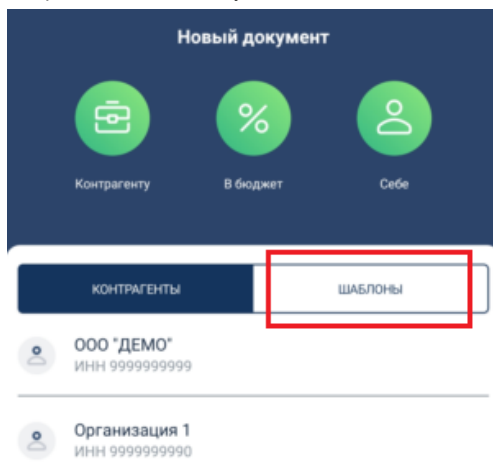 Новый документ
Контрагенту
В бюджет
Себе
КОНТРАГЕНТЫ
ШАБЛОНЫ
ООО "ДЕМО"
ИНН 9999999999
Организация 1
ИНН 9999999990